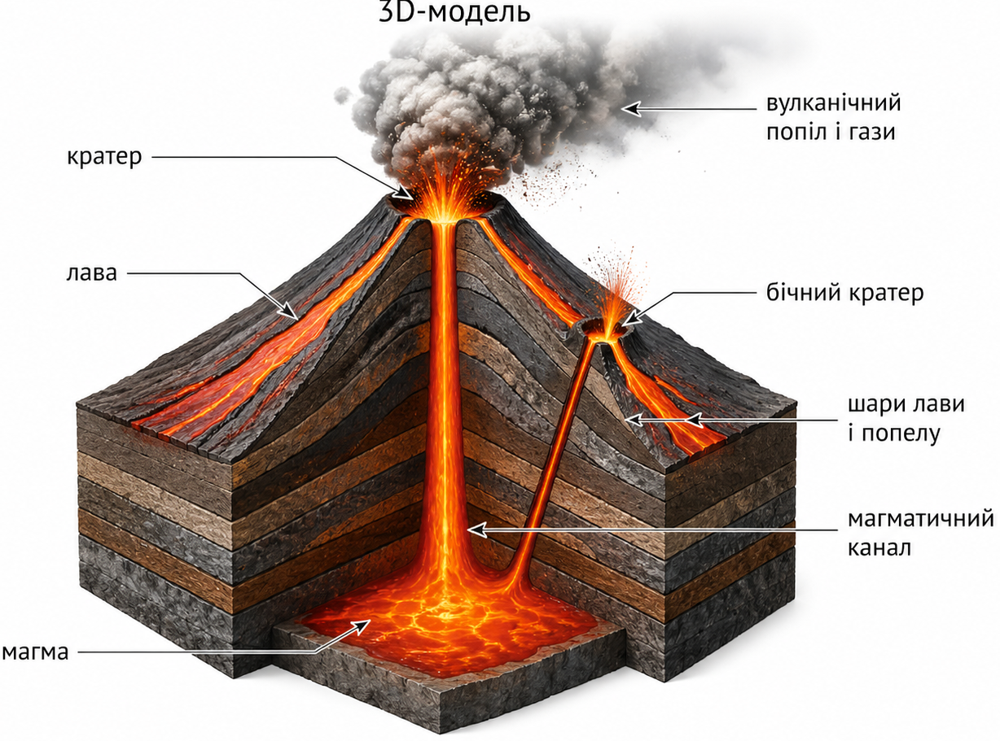 3D-модель
вулканічний
попіл і гази
кратер
лава
бічний кратер
шари лави
і попелу
магматичний
канал
магма